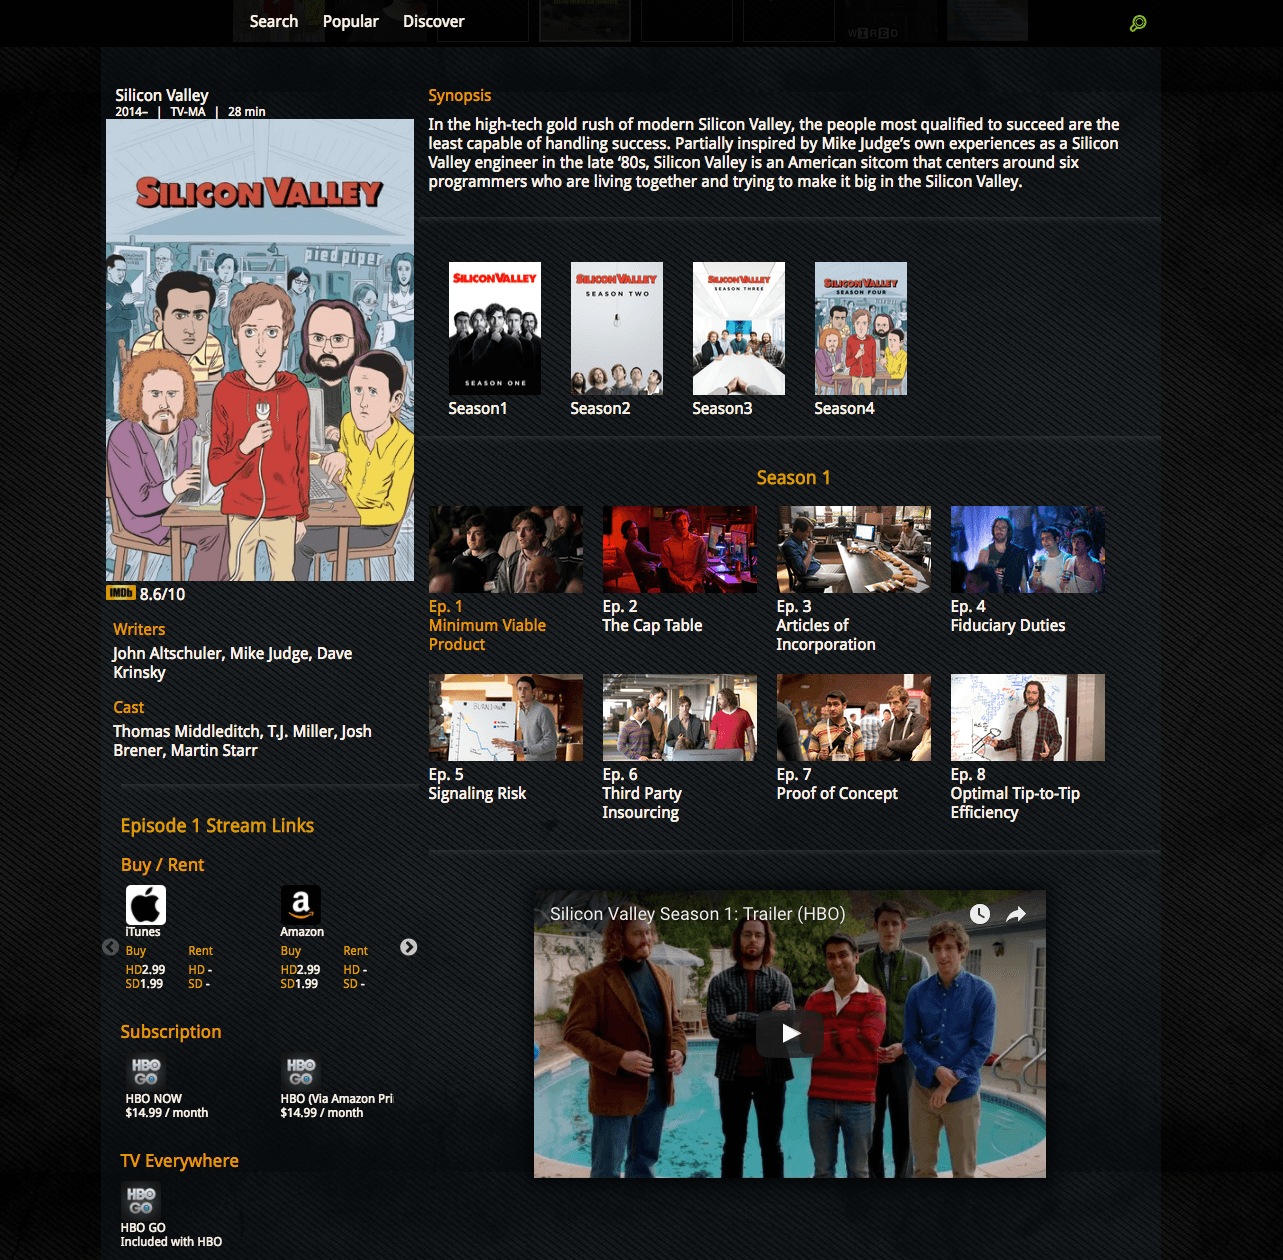 Search Popular Discover
WIRED
Silicon Valley
2014– | TV-MA | 28 min
SILICON VALLEY
pied piper
IMDb 8.6/10
Writers
John Altschuler, Mike Judge, Dave
Krinsky
Cast
Thomas Middleditch, T.J. Miller, Josh
Brener, Martin Starr
Episode 1 Stream Links
Buy / Rent
iTunes
Buy Rent
HD2.99 HD -
SD1.99 SD -
a
Amazon
Buy Rent
HD2.99 HD -
SD1.99 SD -
Subscription
HBO
GO
HBO NOW
$14.99 / month
HBO
GO
HBO (Via Amazon Pri
$14.99 / month
TV Everywhere
HBO
GO
HBO GO
Included with HBO
Synopsis
In the high-tech gold rush of modern Silicon Valley, the people most qualified to succeed are the
least capable of handling success. Partially inspired by Mike Judge’s own experiences as a Silicon
Valley engineer in the late ‘80s, Silicon Valley is an American sitcom that centers around six
programmers who are living together and trying to make it big in the Silicon Valley.
SILICON VALLEY
SEASON ONE
Season1
SILICON VALLEY
SEASON TWO
Season2
SILICON VALLEY
SEASON THREE
Season3
SILICON VALLEY
SEASON FOUR
Season4
Season 1
Ep. 1
Minimum Viable
Product
Ep. 2
The Cap Table
Ep. 3
Articles of
Incorporation
Ep. 4
Fiduciary Duties
BURN DOWN
Ep. 5
Signaling Risk
Ep. 6
Third Party
Insourcing
Ep. 7
Proof of Concept
Ep. 8
Optimal Tip-to-Tip
Efficiency
Silicon Valley Season 1: Trailer (HBO)